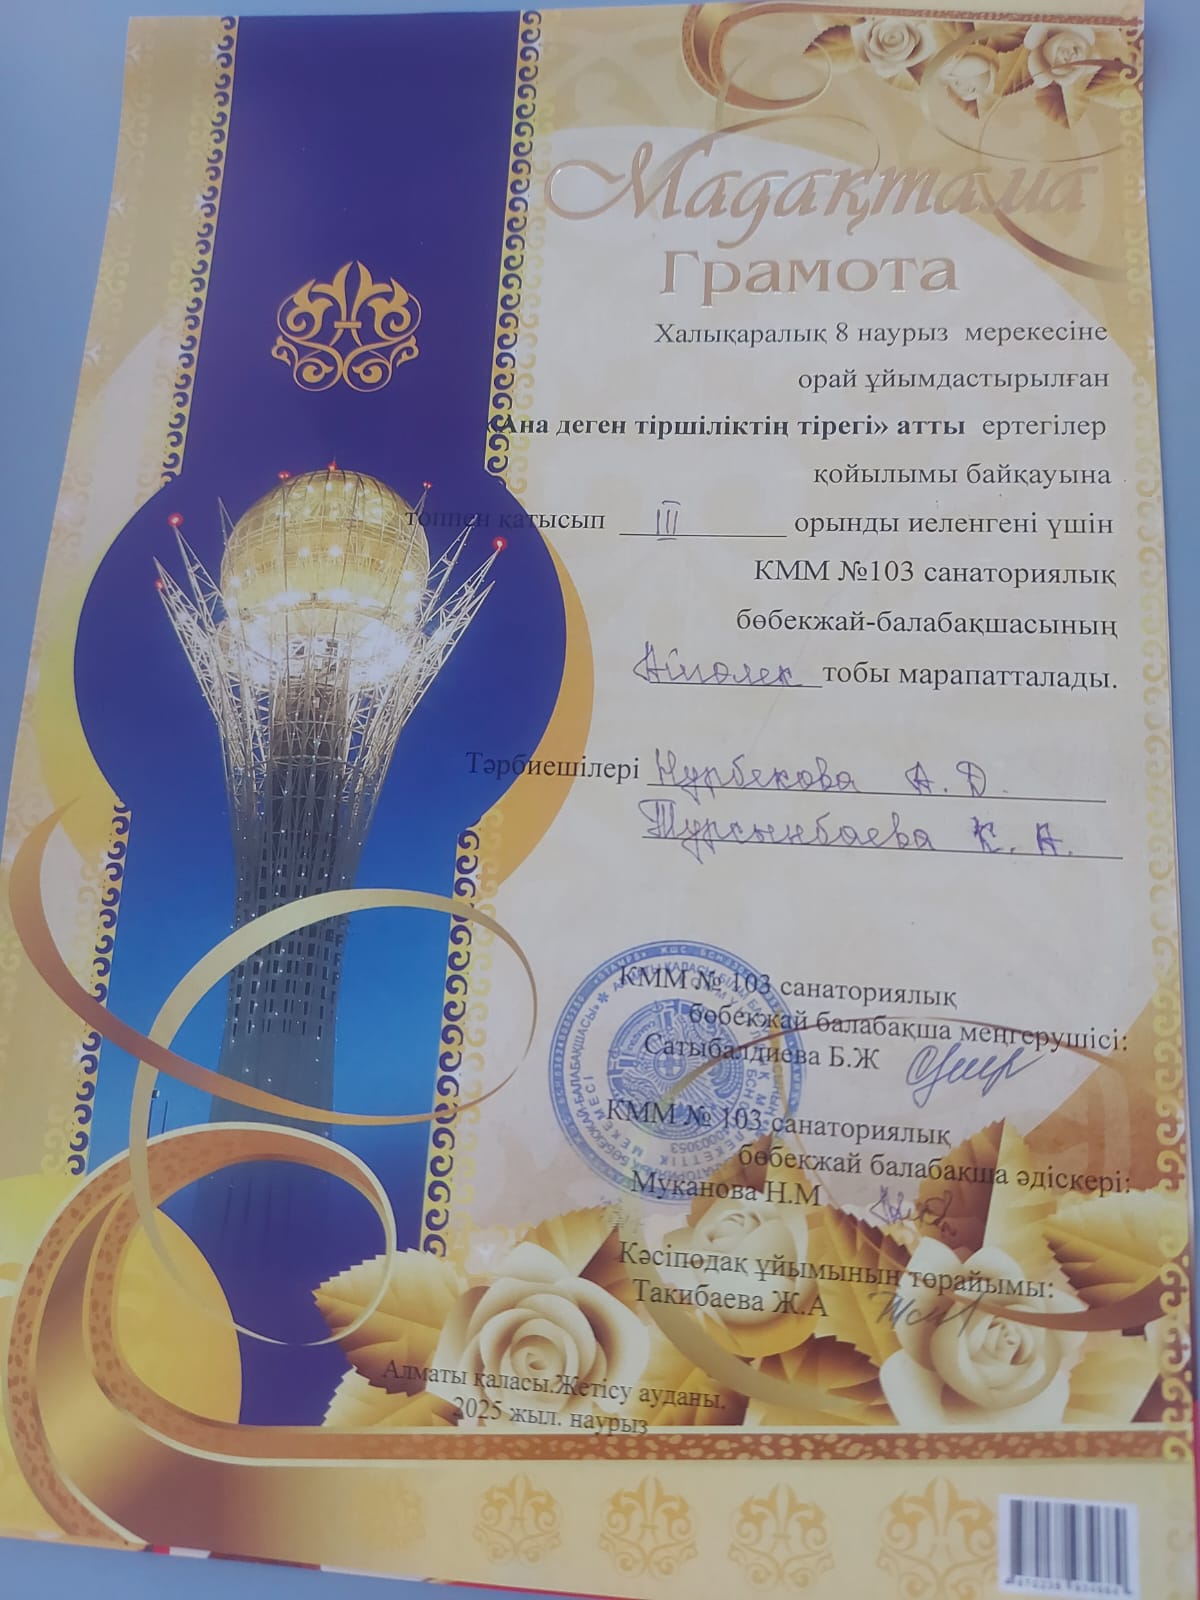 Мадақтама
Грамота
Халықаралық 8 наурыз мерекесіне
орай ұйымдастырылған
«Ана деген тіршіліктің тірегі» атты ертегілер
қойылымы байқауына
топпен қатысып III орынды иеленгені үшін
КММ №103 санаториялық
бөбекжай-балабақшасының
Айгөлек тобы марапатталады.
Тәрбиешілері Нурбекова А. Д.
Турсынбаева К. А.
КММ № 103 санаториялық
бөбекжай балабақша меңгерушісі:
Сатыбалдиева Б.Ж
КММ № 103 санаториялық
бөбекжай балабақша әдіскері:
Муканова Н.М
Кәсіподақ ұйымының төрайымы:
Такибаева Ж.А
Алматы қаласы.Жетісу ауданы.
2025 жыл. наурыз